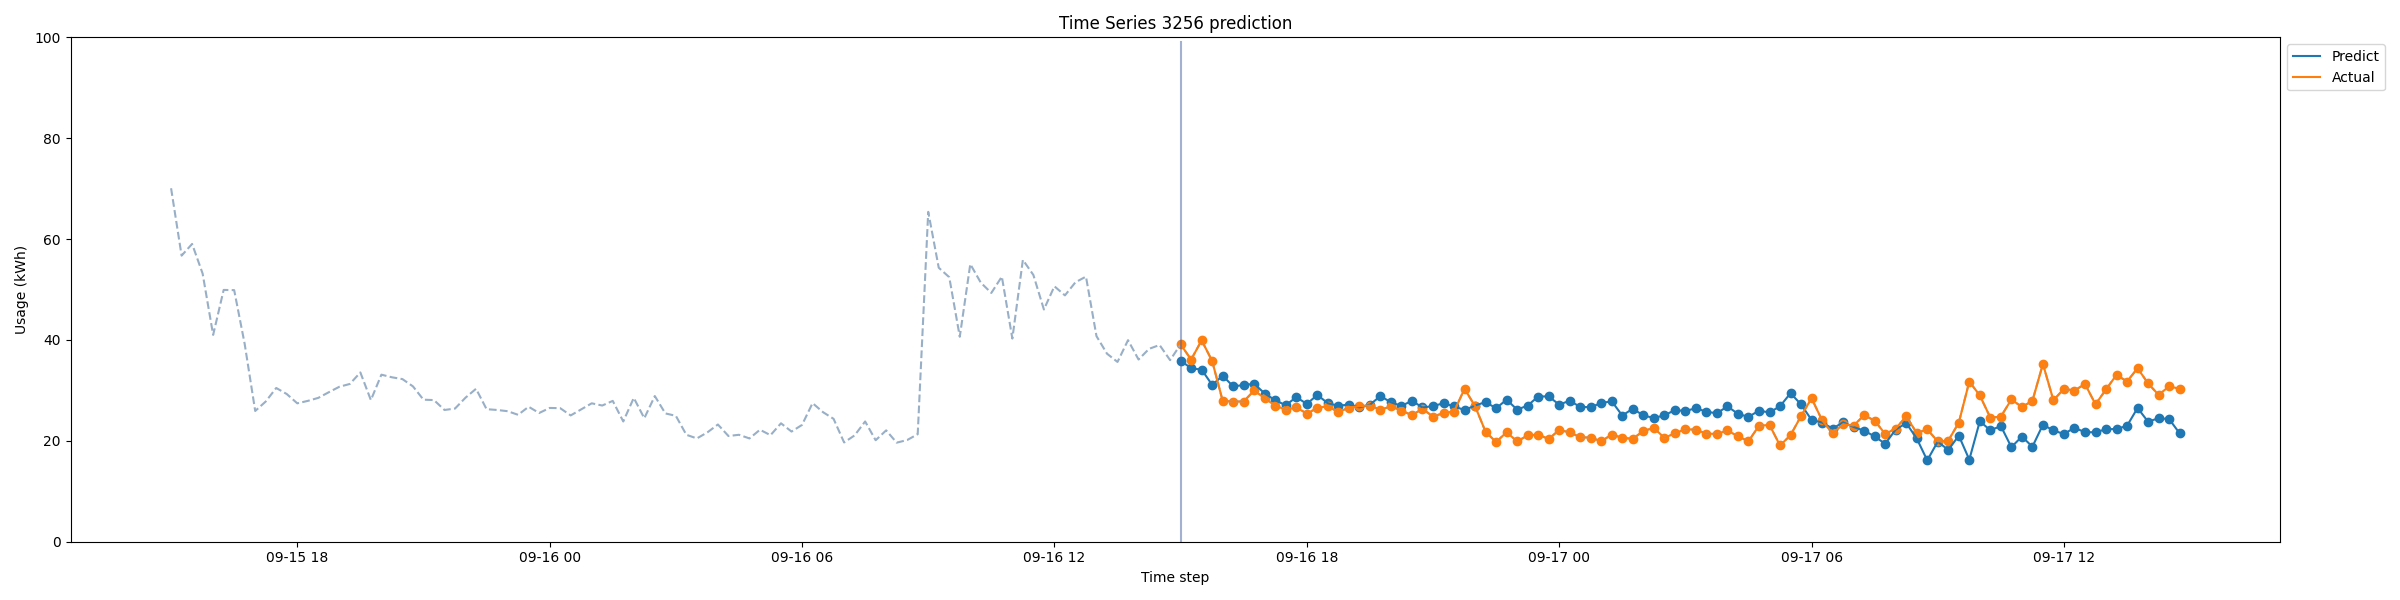 Time Series 3256 prediction
100
80
60
40
20
0
Usage (kWh)
09-15 18
09-16 00
09-16 06
09-16 12
09-16 18
09-17 00
09-17 06
09-17 12
Time step
Predict
Actual